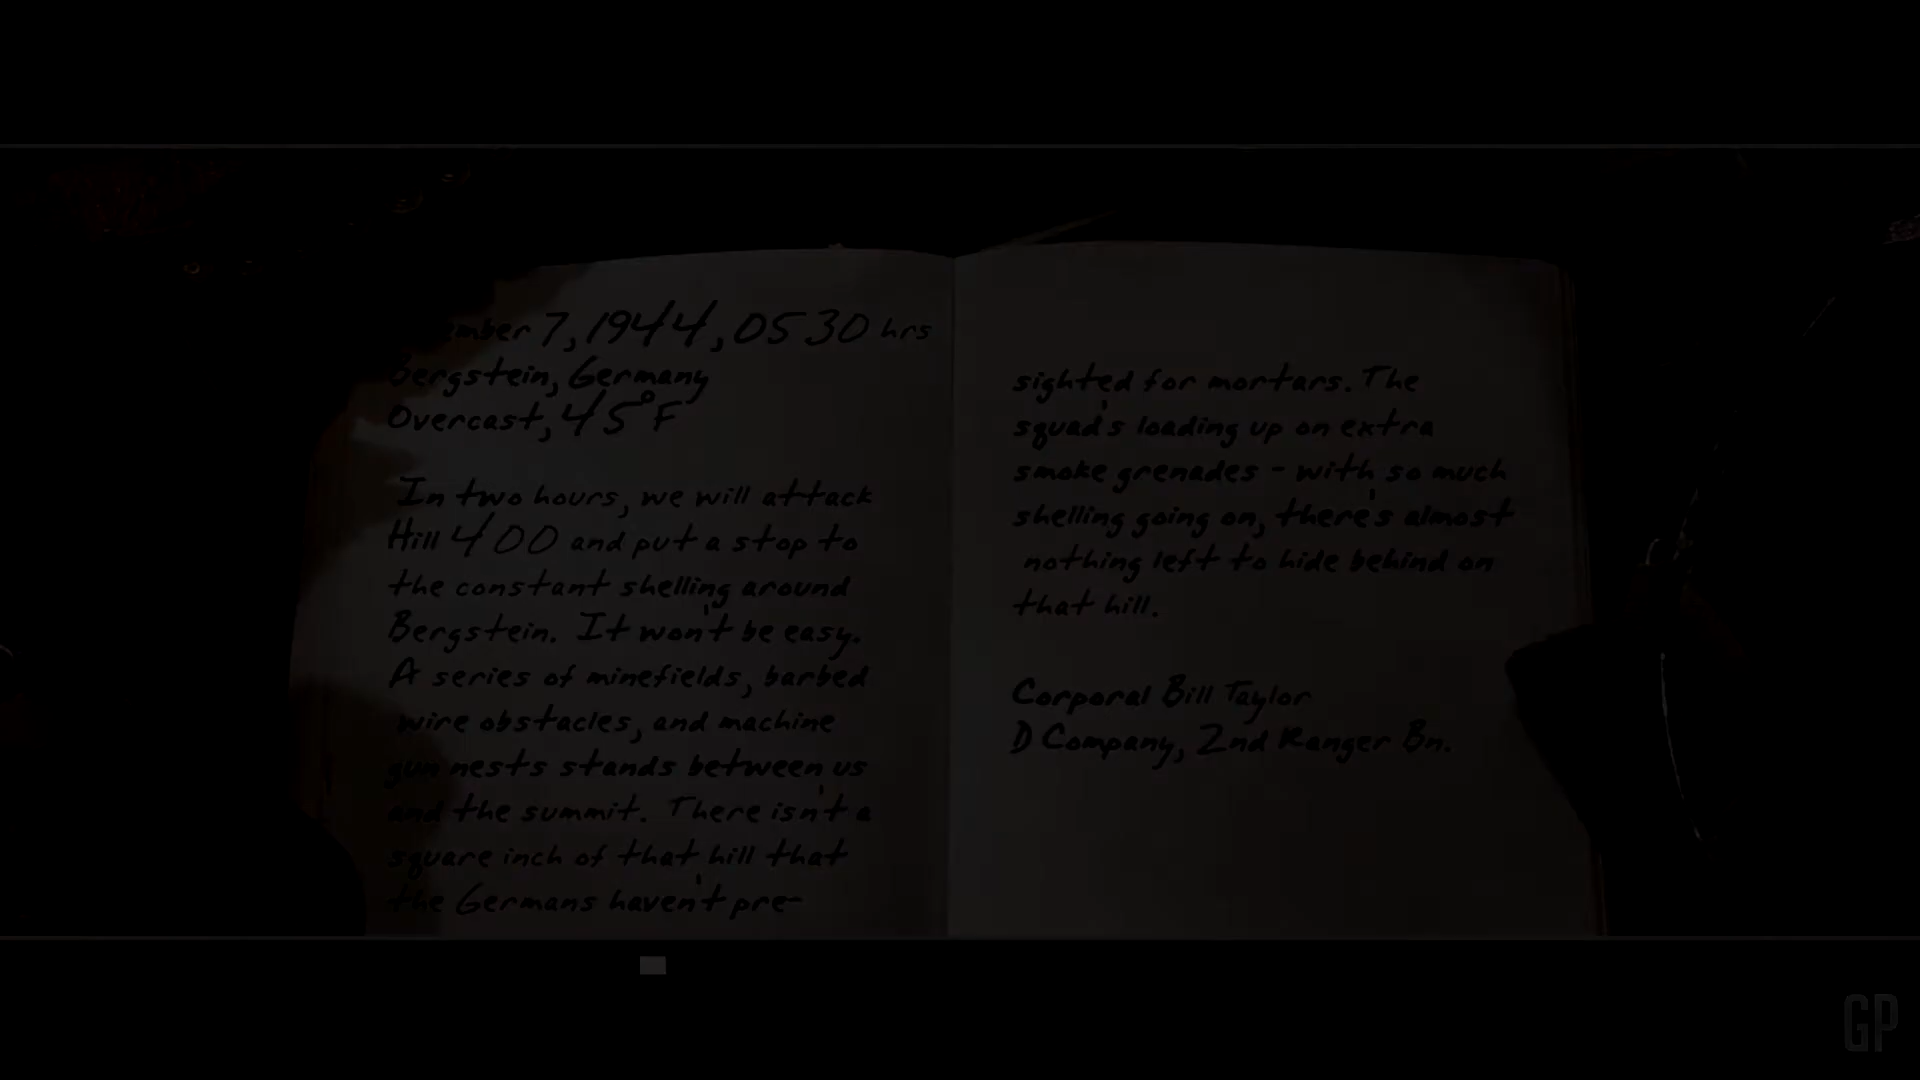 mber 7, 1944, 0530 hrs
Bergstein, Germany
Overcast, 45°F
In two hours, we will attack
Hill 400 and put a stop to
the constant shelling around
Bergstein. It won't be easy.
A series of minefields, barbed
wire obstacles, and machine
gun nests stands between us
and the summit. There isn't a
square inch of that hill that
the Germans haven't pre-
sighted for mortars. The
squad's loading up on extra
smoke grenades - with so much
shelling going on, there's almost
nothing left to hide behind on
that hill.
Corporal Bill Taylor
D Company, 2nd Ranger Bn.
GP